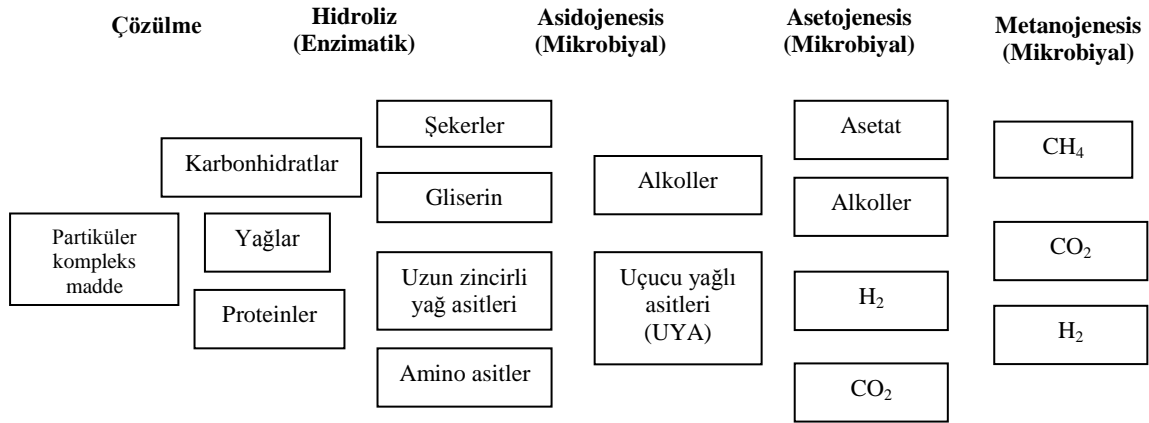 Çözülme
Hidroliz
(Enzimatik)
Asidojenesis
(Mikrobiyal)
Asetojenesis
(Mikrobiyal)
Metanojenesis
(Mikrobiyal)
Partiküler
kompleks
madde
Karbonhidratlar
Yağlar
Proteinler
Şekerler
Gliserin
Uzun zincirli
yağ asitleri
Amino asitler
Alkoller
Uçucu yağlı
asitleri
(UYA)
Asetat
Alkoller
H₂
CO₂
CH₄
CO₂
H₂